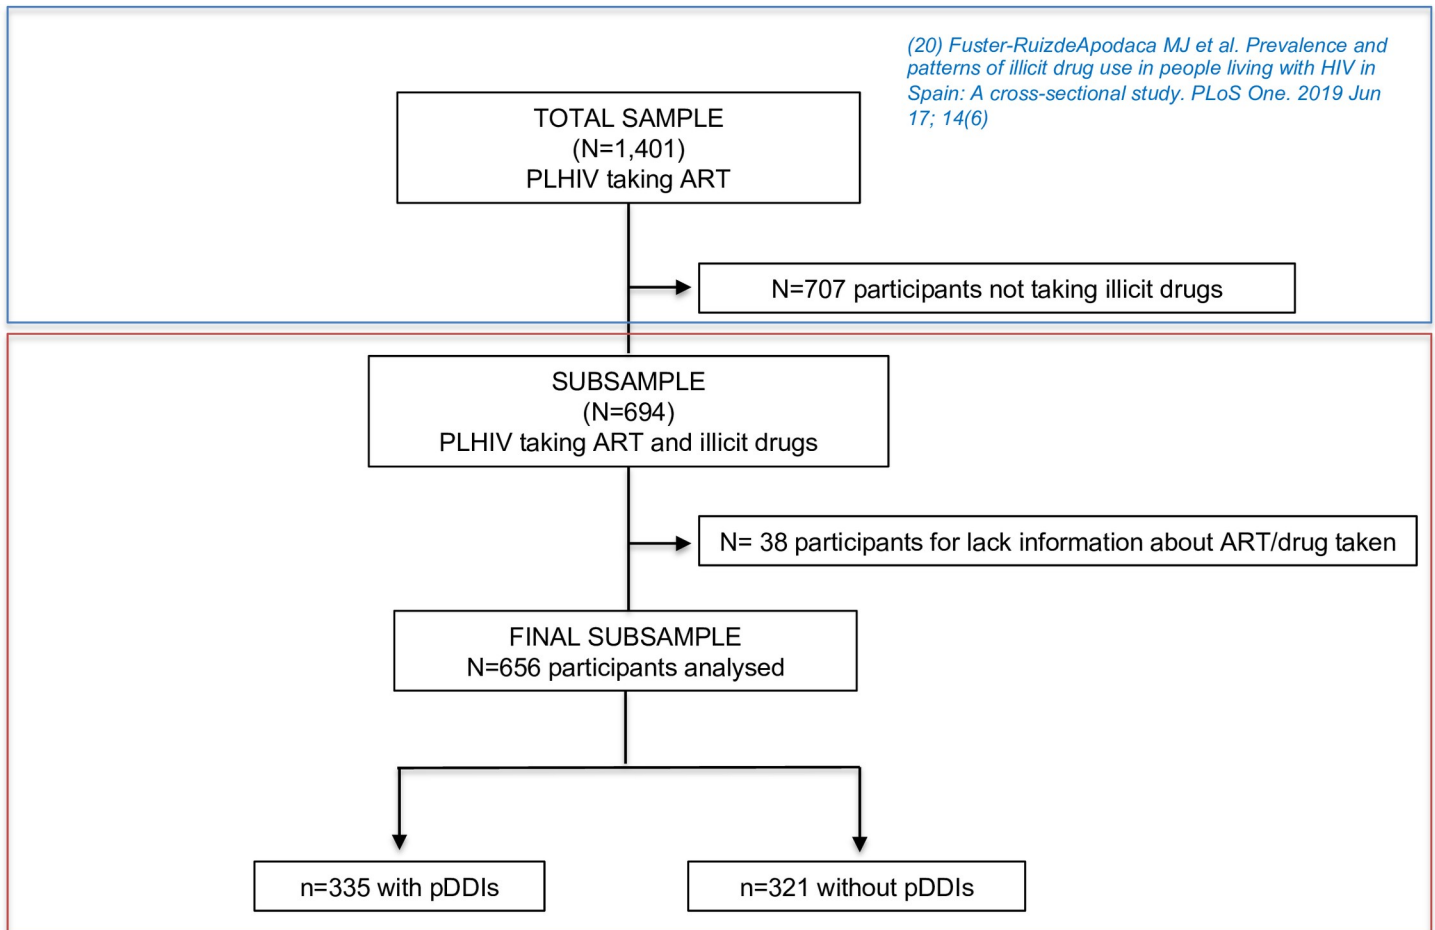 (20) Fuster-RuizdeApodaca MJ et al. Prevalence and
patterns of illicit drug use in people living with HIV in
Spain: A cross-sectional study. PLoS One. 2019 Jun
17; 14(6)
TOTAL SAMPLE
(N=1,401)
PLHIV taking ART
N=707 participants not taking illicit drugs
SUBSAMPLE
(N=694)
PLHIV taking ART and illicit drugs
N= 38 participants for lack information about ART/drug taken
FINAL SUBSAMPLE
N=656 participants analysed
n=335 with pDDIs
n=321 without pDDIs